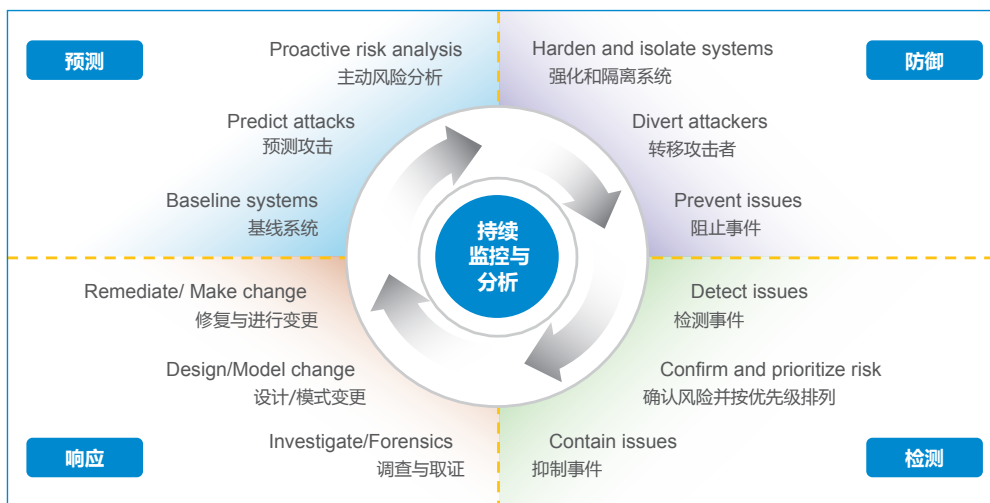 预测
Proactive risk analysis
主动风险分析
Predict attacks
预测攻击
Baseline systems
基线系统
Harden and isolate systems
强化和隔离系统
Divert attackers
转移攻击者
Prevent issues
阻止事件
防御
持续
监控与
分析
Remediate/ Make change
修复与进行变更
Design/Model change
设计/模式变更
Investigate/Forensics
调查与取证
响应
Detect issues
检测事件
Confirm and prioritize risk
确认风险并按优先级排列
Contain issues
抑制事件
检测